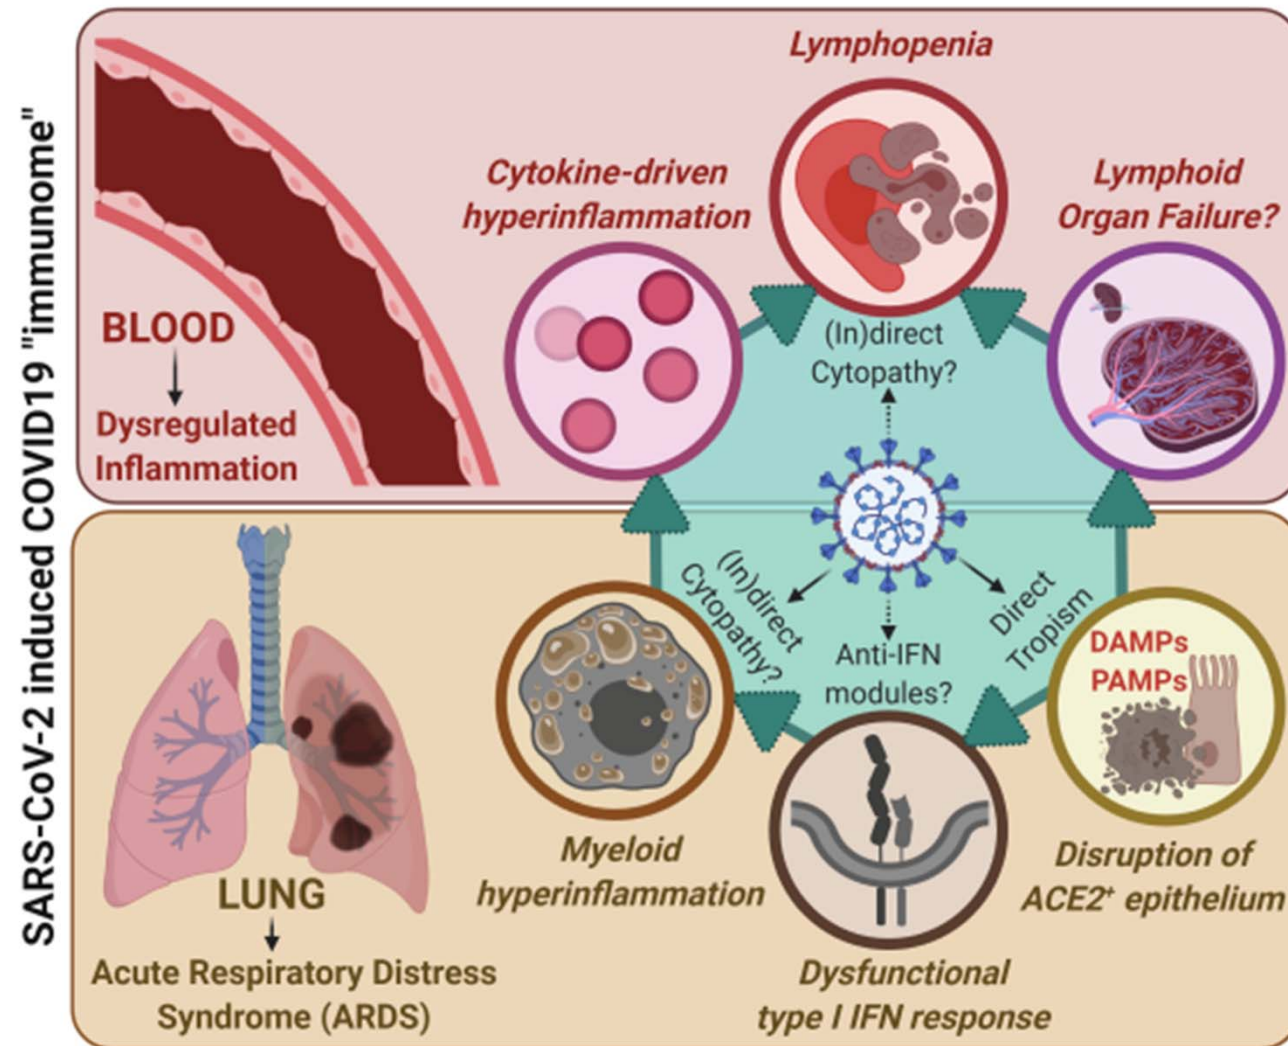 SARS-CoV-2 induced COVID19 "immunome"
Lymphopenia
Cytokine-driven
hyperinflammation
Lymphoid
Organ Failure?
BLOOD
Dysregulated
Inflammation
(In)direct
Cytopathy?
(In)direct
Cytopathy?
Anti-IFN
modules?
Direct
Tropism
DAMPs
PAMPs
LUNG
Acute Respiratory Distress
Syndrome (ARDS)
Myeloid
hyperinflammation
Dysfunctional
type I IFN response
Disruption of
ACE2⁺ epithelium